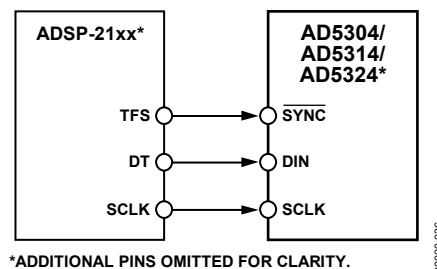 ADSP-21xx*
AD5304/
AD5314/
AD5324*
TFS
SYNC
DT
DIN
SCLK
SCLK
*ADDITIONAL PINS OMITTED FOR CLARITY.